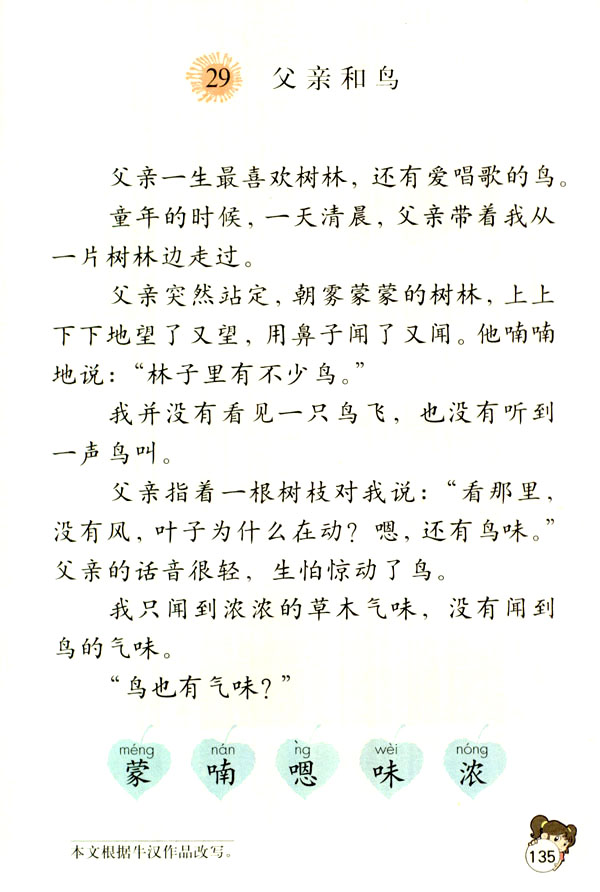 29 父亲和鸟
父亲一生最喜欢树林，还有爱唱歌的鸟。
童年的时候，一天清晨，父亲带着我从
一片树林边走过。
父亲突然站定，朝雾蒙蒙的树林，上上
下下地望了又望，用鼻子闻了又闻。他喃喃
地说：“林子里有不少鸟。”
我并没有看见一只鸟飞，也没有听到
一声鸟叫。
父亲指着一根树枝对我说：“看那里，
没有风，叶子为什么在动？嗯，还有鸟味。”
父亲的话音很轻，生怕惊动了鸟。
我只闻到浓浓的草木气味，没有闻到
鸟的气味。
“鸟也有气味？”
méng nán ǹg wèi nóng
蒙 喃 嗯 味 浓
本文根据牛汉作品改写。
135